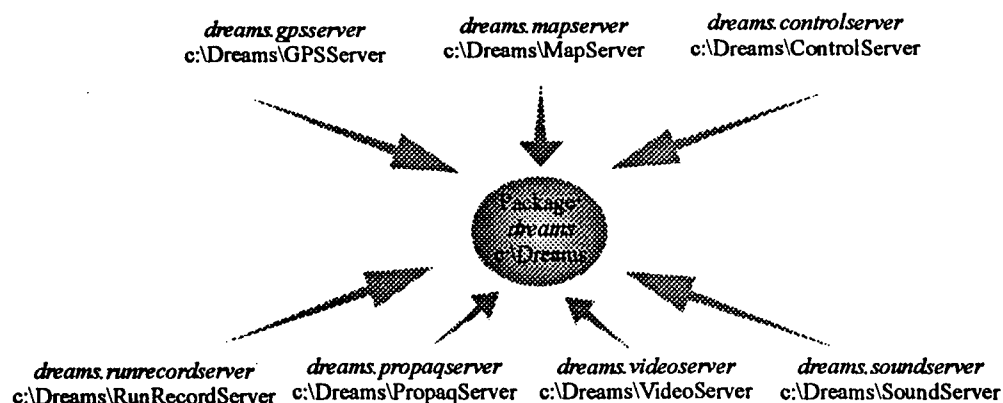 dreams.gpsserver
c:\Dreams\GPSServer
dreams.mapserver
c:\Dreams\MapServer
dreams.controlserver
c:\Dreams\ControlServer
Package:
dreams
c:\Dreams
dreams.runrecordserver
c:\Dreams\RunRecordServer
dreams.propaqserver
c:\Dreams\PropaqServer
dreams.videoserver
c:\Dreams\VideoServer
dreams.soundserver
c:\Dreams\SoundServer